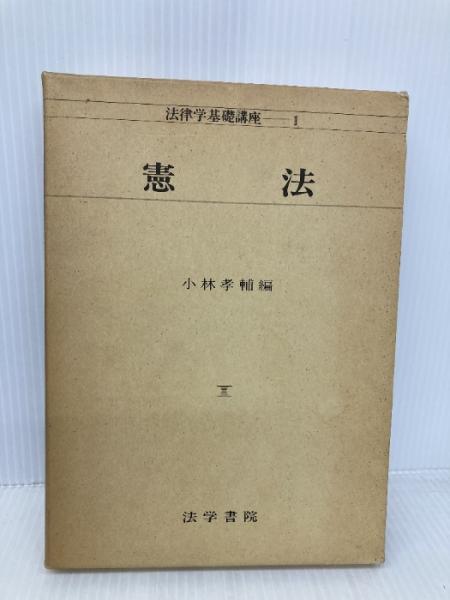 法律学基礎講座——1
憲法
小林孝輔編
法学書院